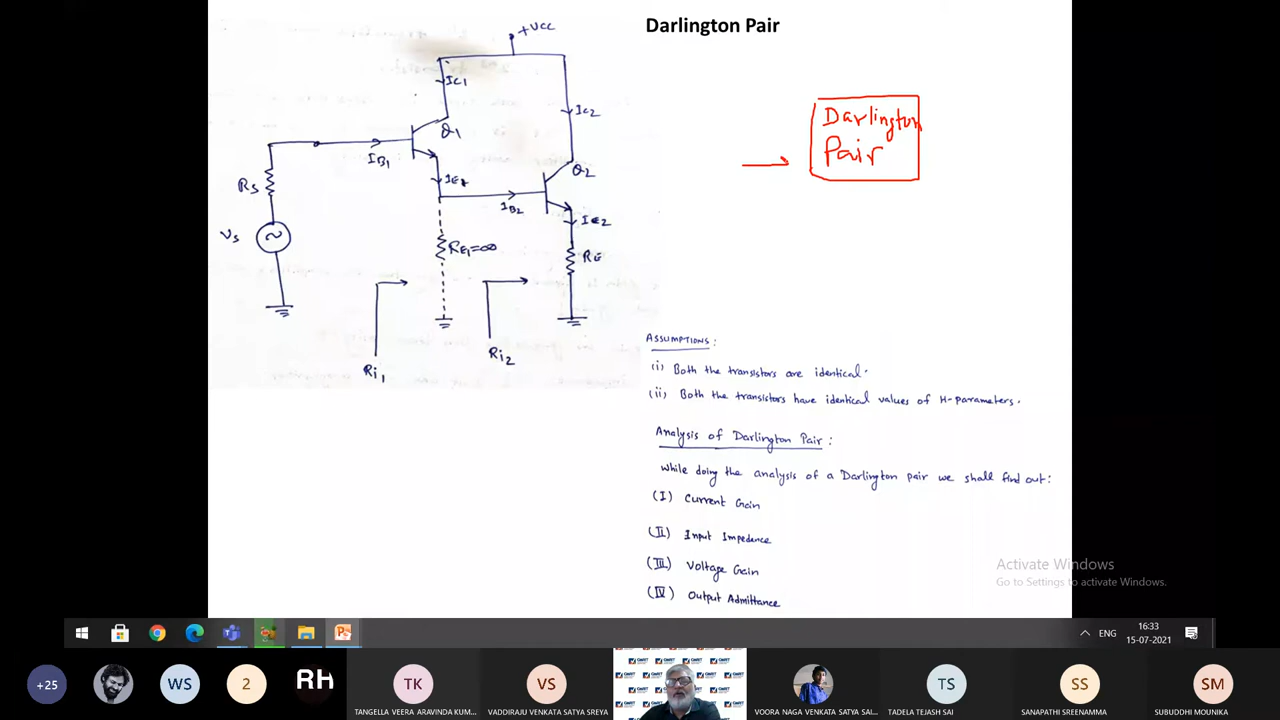 Darlington Pair
+VCC
IC1
IC2
Q1
IB1
Q2
RS
IB2
IE2
VS
RE1=∞
RE
Ri1
Ri2
Darlington
Pair
ASSUMPTIONS:
(i) Both the transistors are identical.
(ii) Both the transistors have identical values of H-parameters.
Analysis of Darlington Pair:
While doing the analysis of a Darlington pair we shall find out:
(I) Current Gain
(II) Input Impedence
(III) Voltage Gain
(IV) Output Admittance
Activate Windows
Go to Settings to activate Windows.
ENG
16:33
15-07-2021
+25
WS
2
RH
TK
VS
TS
SS
SM
TANGELLA VEERA ARAVINDA KUM...
VADDIRAJU VENKATA SATYA SREYA
VOORA NAGA VENKATA SATYA SAI...
TADELA TEJASH SAI
SANAPATHI SREENAMMA
SUBUDDHI MOUNIKA